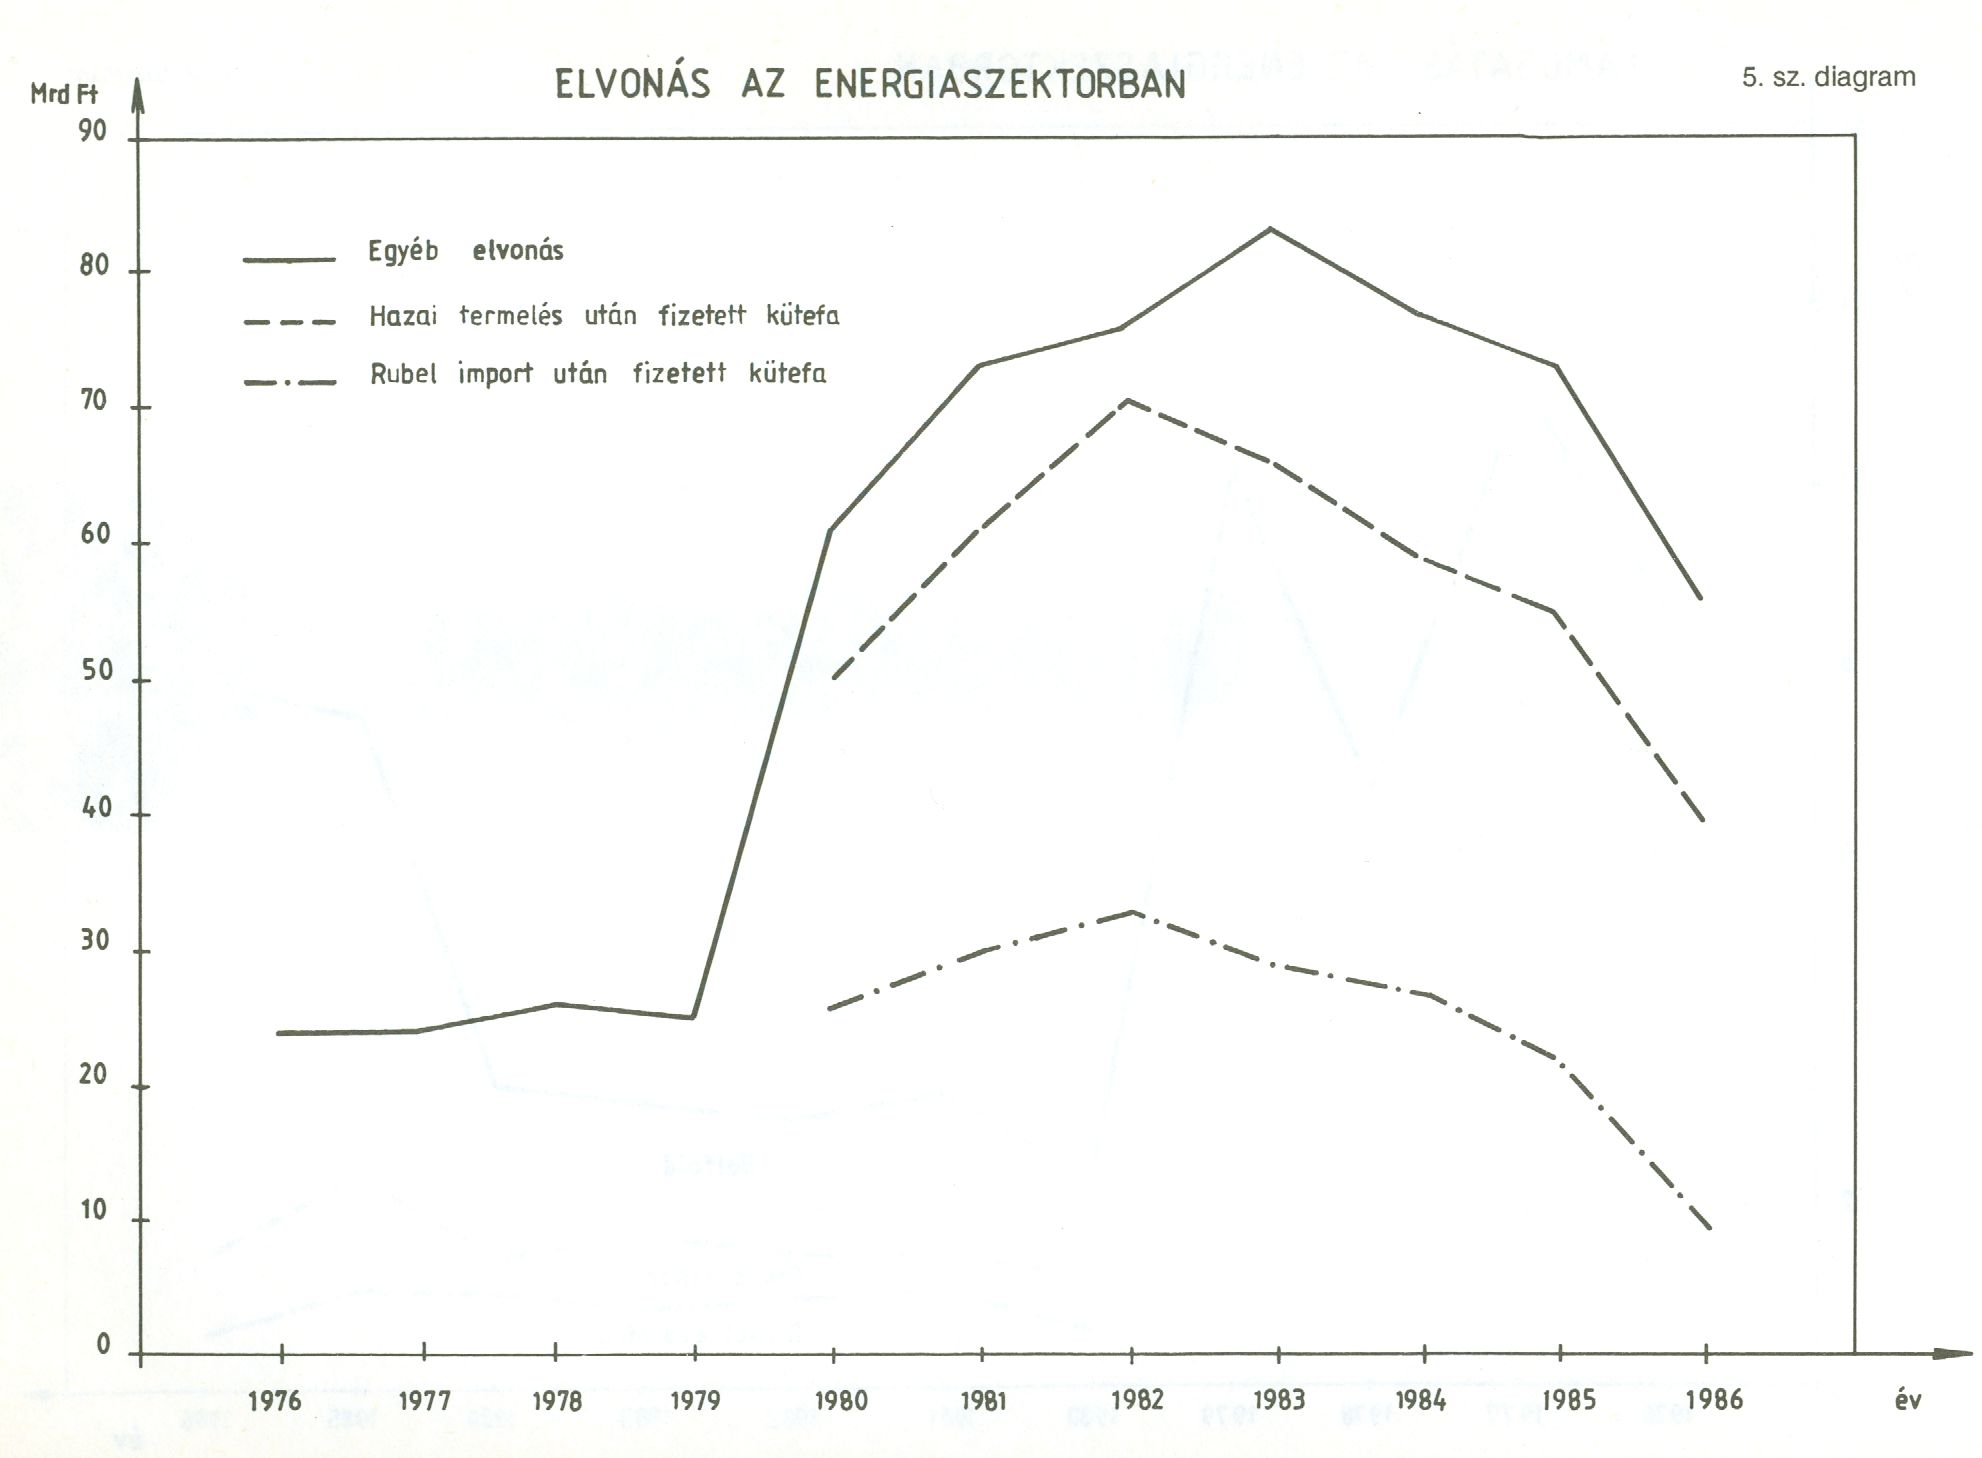 ELVONÁS AZ ENERGIASZEKTORBAN
5. sz. diagram
Mrd Ft
90
80
70
60
50
40
30
20
10
0
Egyéb elvonás
Hazai termelés után fizetett kütefa
Rubel import után fizetett kütefa
1976 1977 1978 1979 1980 1981 1982 1983 1984 1985 1986 év